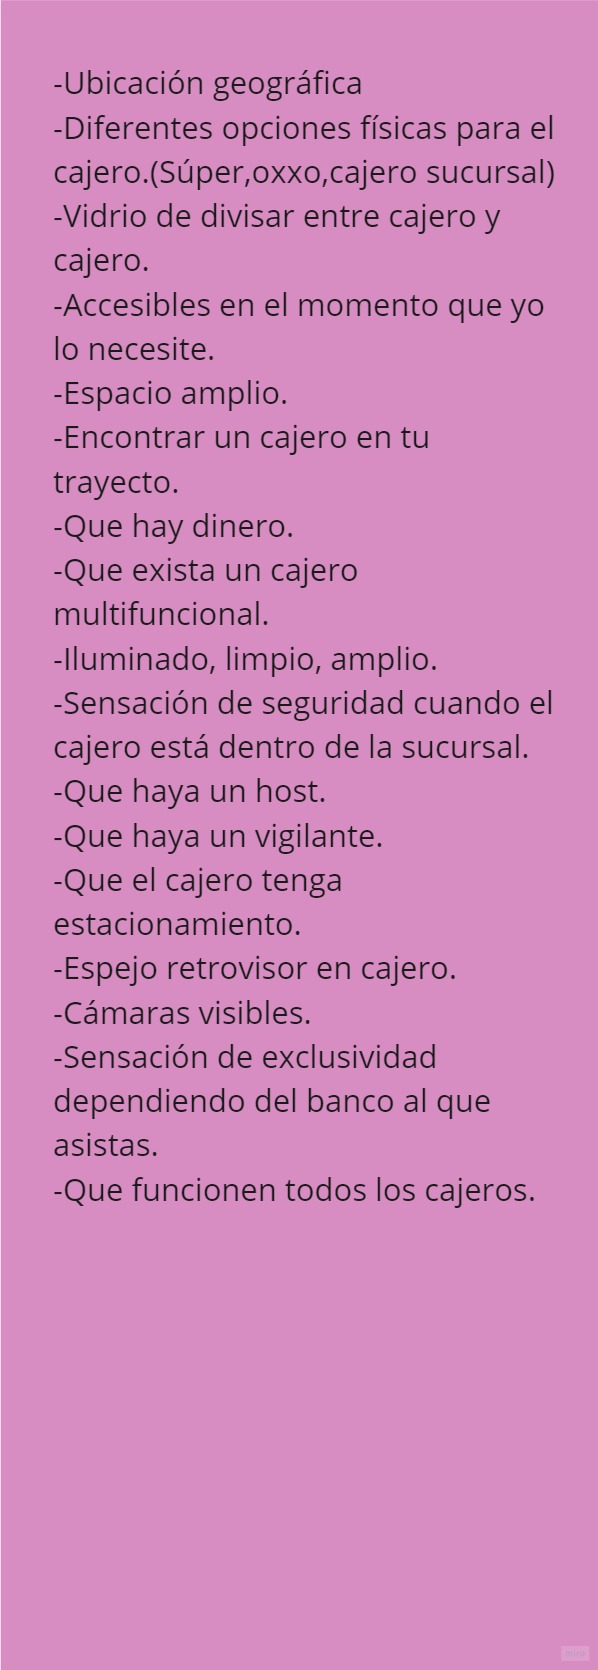 -Ubicación geográfica
-Diferentes opciones físicas para el
cajero.(Súper,oxxo,cajero sucursal)
-Vidrio de divisar entre cajero y
cajero.
-Accesibles en el momento que yo
lo necesite.
-Espacio amplio.
-Encontrar un cajero en tu
trayecto.
-Que hay dinero.
-Que exista un cajero
multifuncional.
-Iluminado, limpio, amplio.
-Sensación de seguridad cuando el
cajero está dentro de la sucursal.
-Que haya un host.
-Que haya un vigilante.
-Que el cajero tenga
estacionamiento.
-Espejo retrovisor en cajero.
-Cámaras visibles.
-Sensación de exclusividad
dependiendo del banco al que
asistas.
-Que funcionen todos los cajeros.
miro